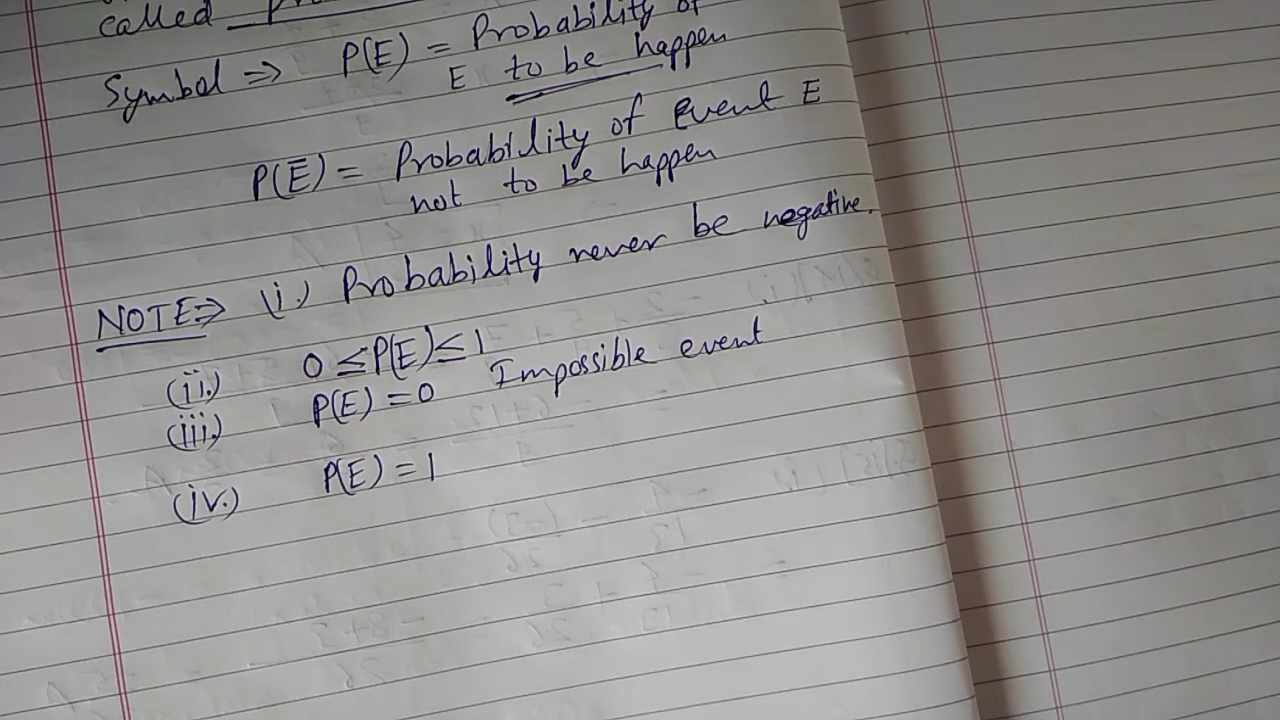 called
Symbol ⇒ P(E) = Probability of
E to be happen
P(Ē) = Probability of event E
not to be happen
NOTE⇒ (i.) Probability never be negative.
(ii.) 0 ≤ P(E) ≤ 1
(iii.) P(E) = 0 Impossible event
(iv.) P(E) = 1